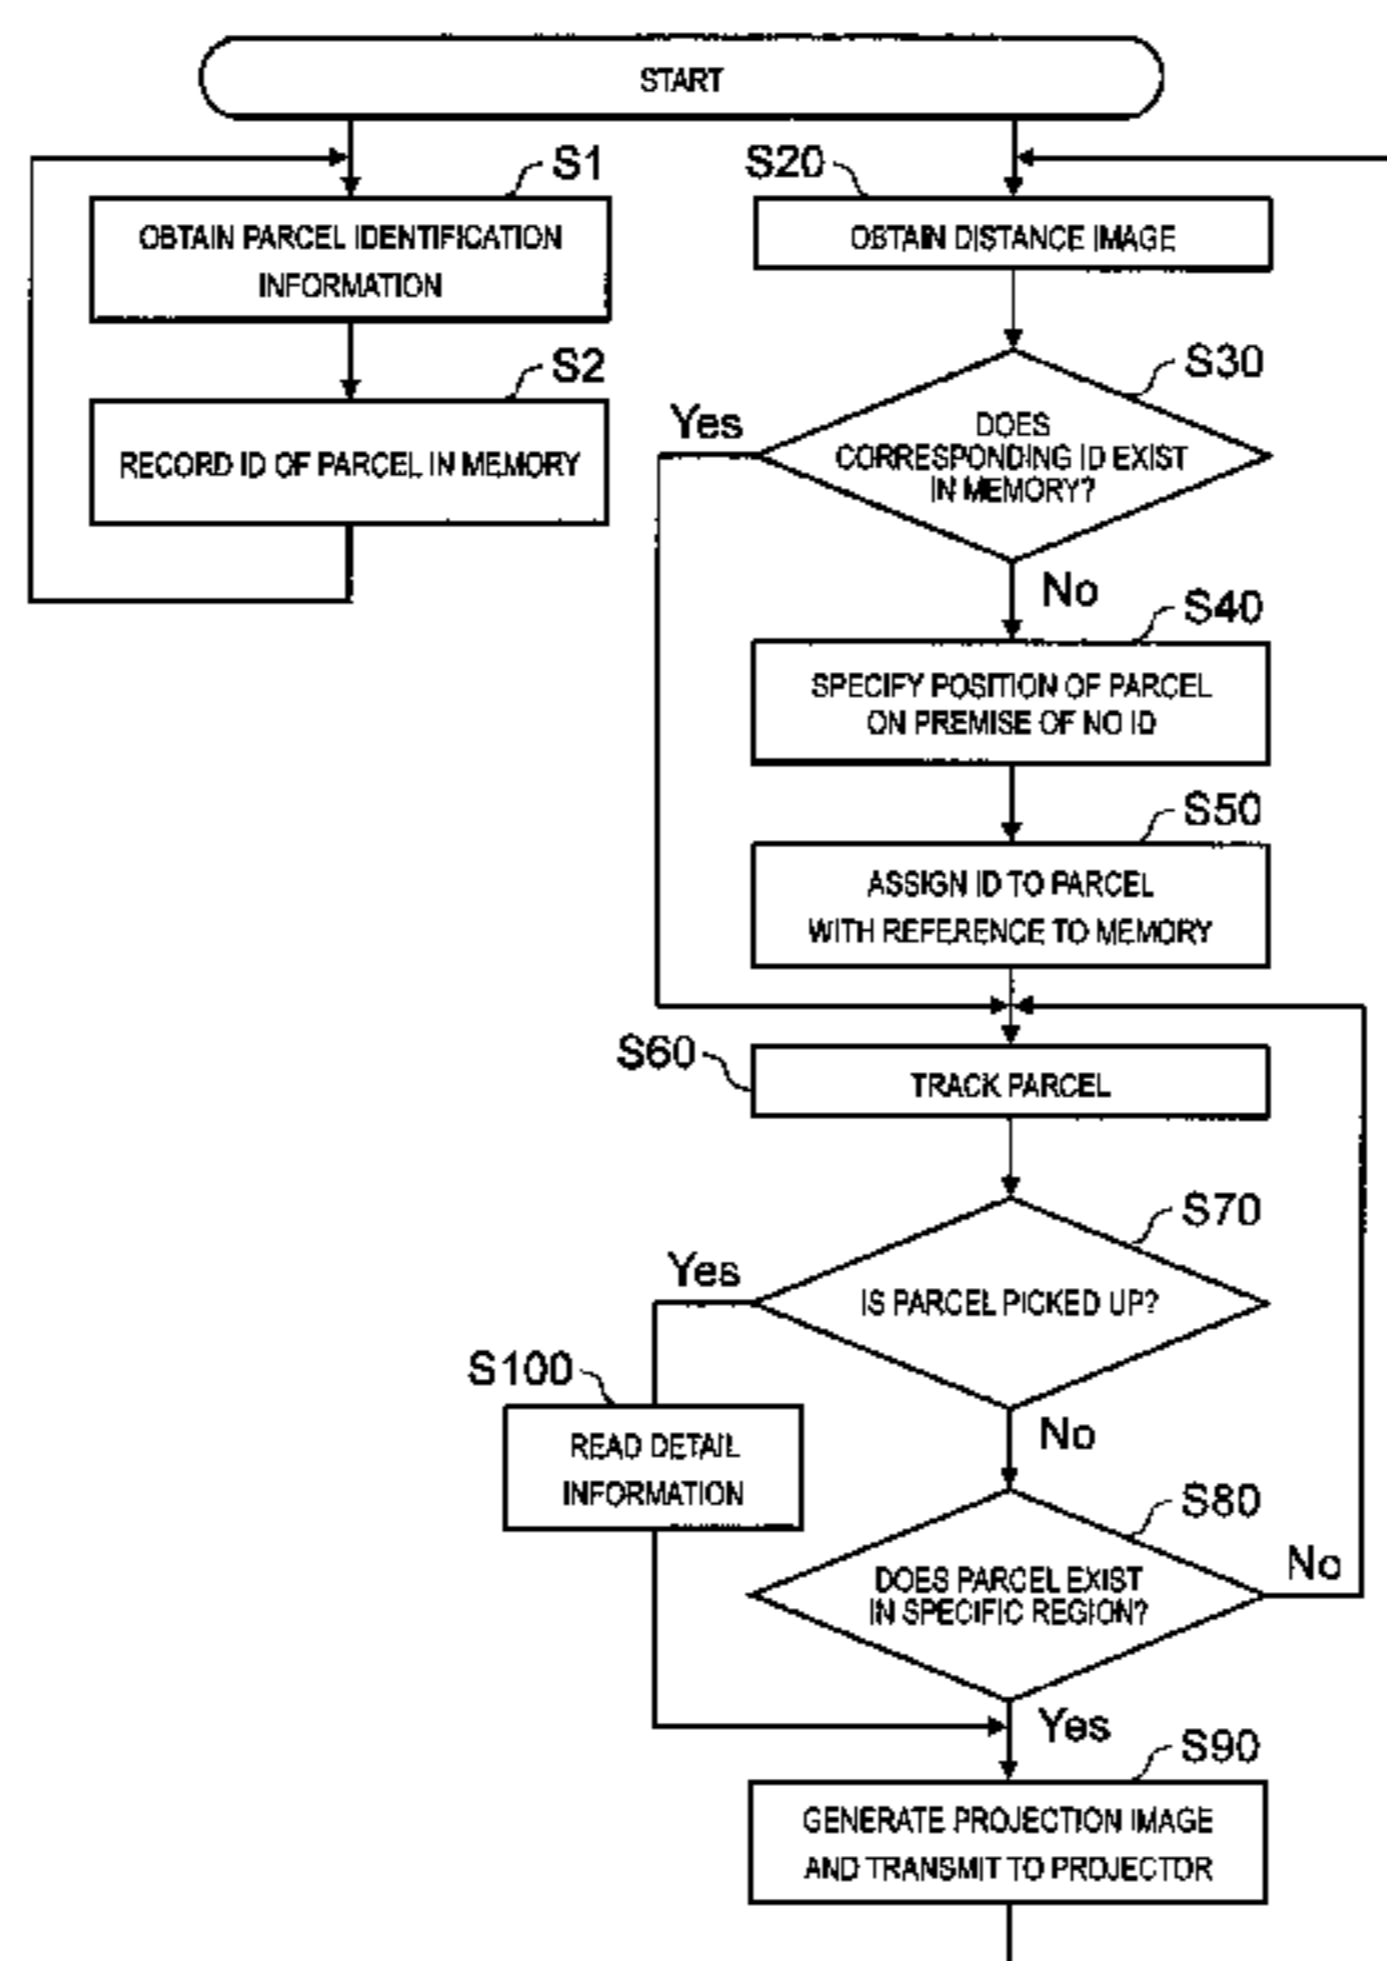 START
S1
OBTAIN PARCEL IDENTIFICATION
INFORMATION
S2
RECORD ID OF PARCEL IN MEMORY
S20
OBTAIN DISTANCE IMAGE
S30
DOES
CORRESPONDING ID EXIST
IN MEMORY?
Yes
No
S40
SPECIFY POSITION OF PARCEL
ON PREMISE OF NO ID
S50
ASSIGN ID TO PARCEL
WITH REFERENCE TO MEMORY
S60
TRACK PARCEL
S70
IS PARCEL PICKED UP?
Yes
No
S100
READ DETAIL
INFORMATION
S80
DOES PARCEL EXIST
IN SPECIFIC REGION?
No
Yes
S90
GENERATE PROJECTION IMAGE
AND TRANSMIT TO PROJECTOR